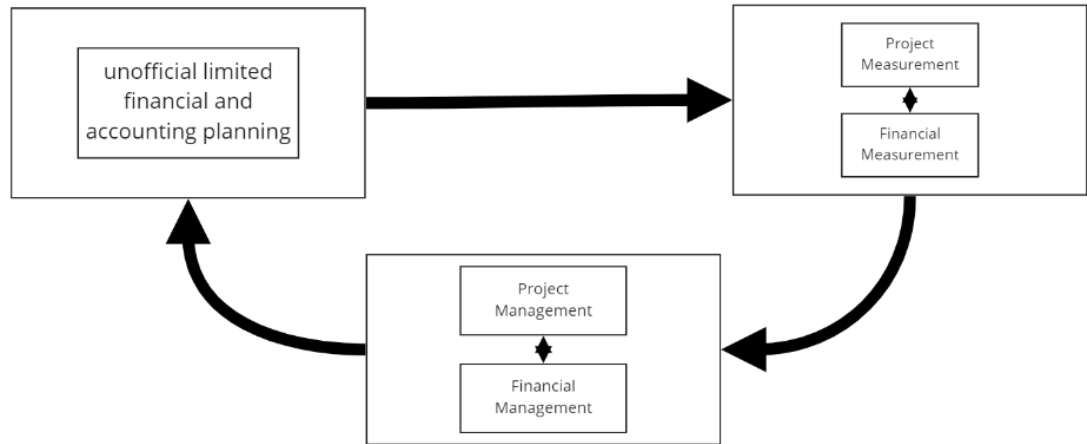 unofficial limited
financial and
accounting planning
Project
Measurement
Financial
Measurement
Project
Management
Financial
Management